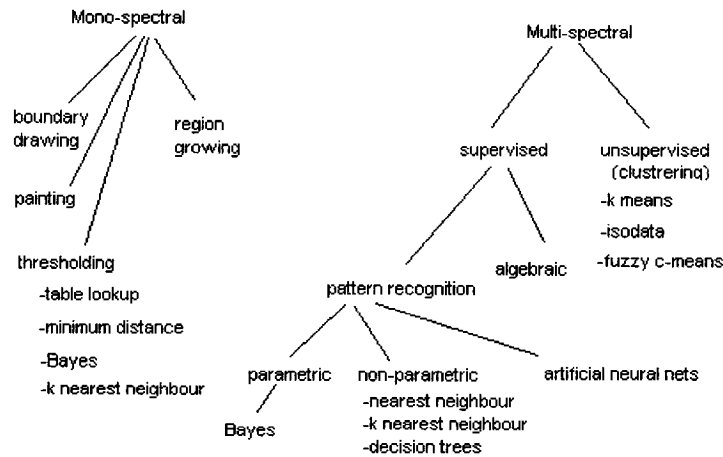 Mono-spectral
boundary
drawing
region
growing
painting
thresholding
-table lookup
-minimum distance
-Bayes
-k nearest neighbour
Multi-spectral
supervised
unsupervised
(clustrering)
-k means
-isodata
-fuzzy c-means
algebraic
pattern recognition
parametric
Bayes
non-parametric
-nearest neighbour
-k nearest neighbour
-decision trees
artificial neural nets